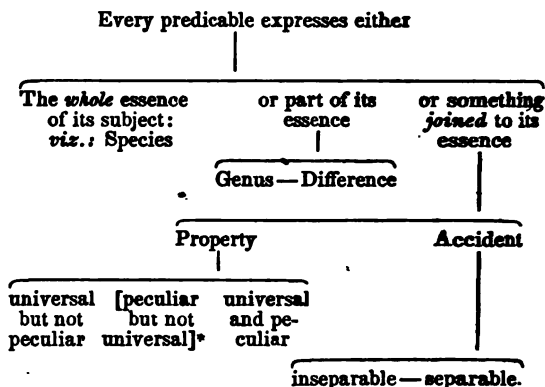 Every predicable expresses either
The whole essence or part of its or something
of its subject: essence joined to its
viz.: Species essence
Genus — Difference
Property Accident
universal [peculiar universal
but not but not and pe-
peculiar universal]* culiar
inseparable — separable.